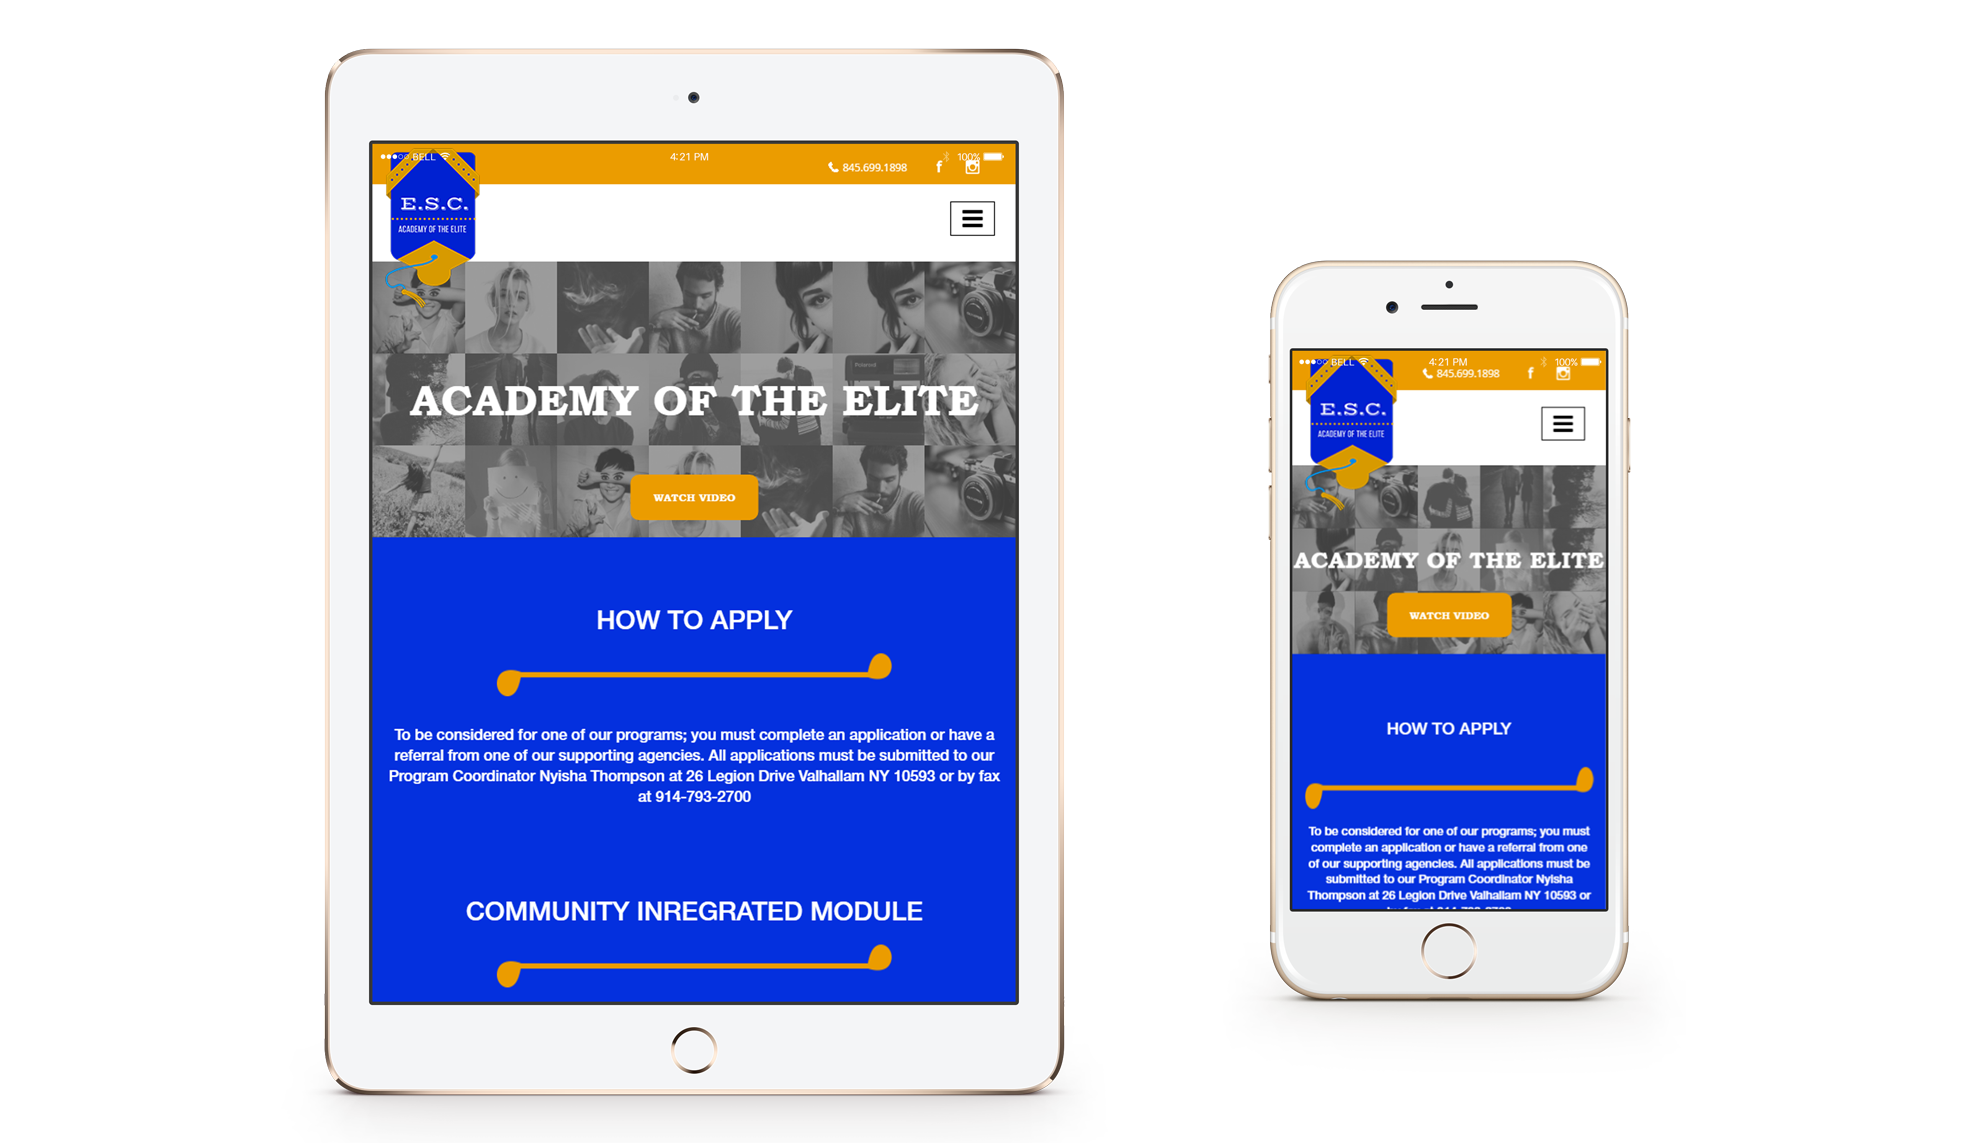 BELL
4:21 PM
100%
845.699.1898
f
E.S.C.
ACADEMY OF THE ELITE
ACADEMY OF THE ELITE
WATCH VIDEO
HOW TO APPLY
To be considered for one of our programs; you must complete an application or have a
referral from one of our supporting agencies. All applications must be submitted to our
Program Coordinator Nyisha Thompson at 26 Legion Drive Valhallam NY 10593 or by fax
at 914-793-2700
COMMUNITY INREGRATED MODULE
BELL
4:21 PM
100%
845.699.1898
f
E.S.C.
ACADEMY OF THE ELITE
ACADEMY OF THE ELITE
WATCH VIDEO
HOW TO APPLY
To be considered for one of our programs; you must
complete an application or have a referral from one
of our supporting agencies. All applications must be
submitted to our Program Coordinator Nyisha
Thompson at 26 Legion Drive Valhallam NY 10593 or